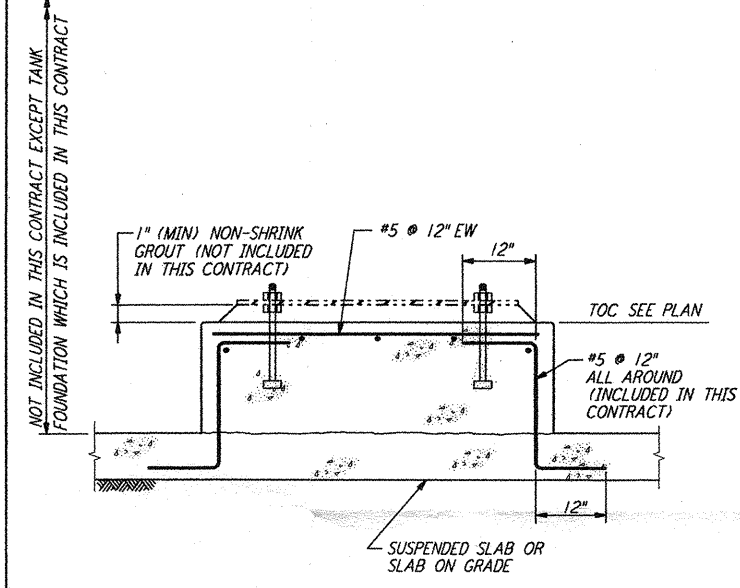 NOT INCLUDED IN THIS CONTRACT EXCEPT TANK
FOUNDATION WHICH IS INCLUDED IN THIS CONTRACT
1" (MIN) NON-SHRINK
GROUT (NOT INCLUDED
IN THIS CONTRACT)
#5 @ 12" EW
12"
TOC SEE PLAN
#5 @ 12"
ALL AROUND
(INCLUDED IN THIS
CONTRACT)
12"
SUSPENDED SLAB OR
SLAB ON GRADE